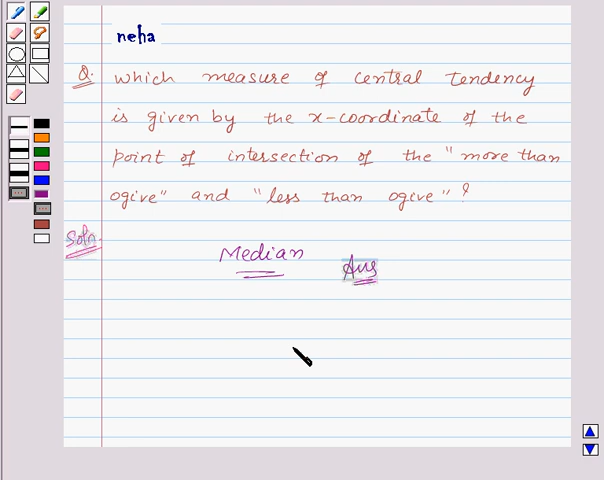 neha
Q. which measure of central tendency
is given by the x-coordinate of the
point of intersection of the "more than
ogive" and "less than ogive"?
Soln.
Median Ans